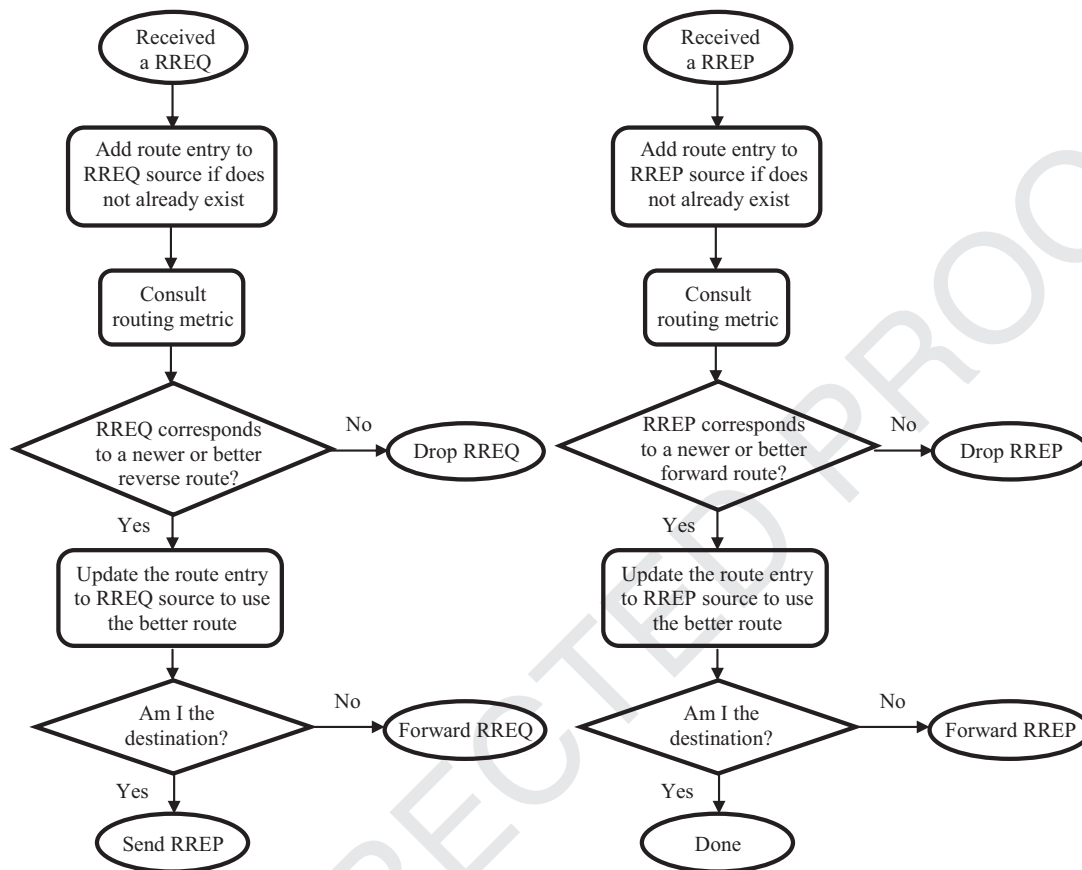 Received
a RREQ
Add route entry to
RREQ source if does
not already exist
Consult
routing metric
RREQ corresponds
to a newer or better
reverse route?
No
Drop RREQ
Yes
Update the route entry
to RREQ source to use
the better route
Am I the
destination?
No
Forward RREQ
Yes
Send RREP
Received
a RREP
Add route entry to
RREP source if does
not already exist
Consult
routing metric
RREP corresponds
to a newer or better
forward route?
No
Drop RREP
Yes
Update the route entry
to RREP source to use
the better route
Am I the
destination?
No
Forward RREP
Yes
Done
RECTED PROO